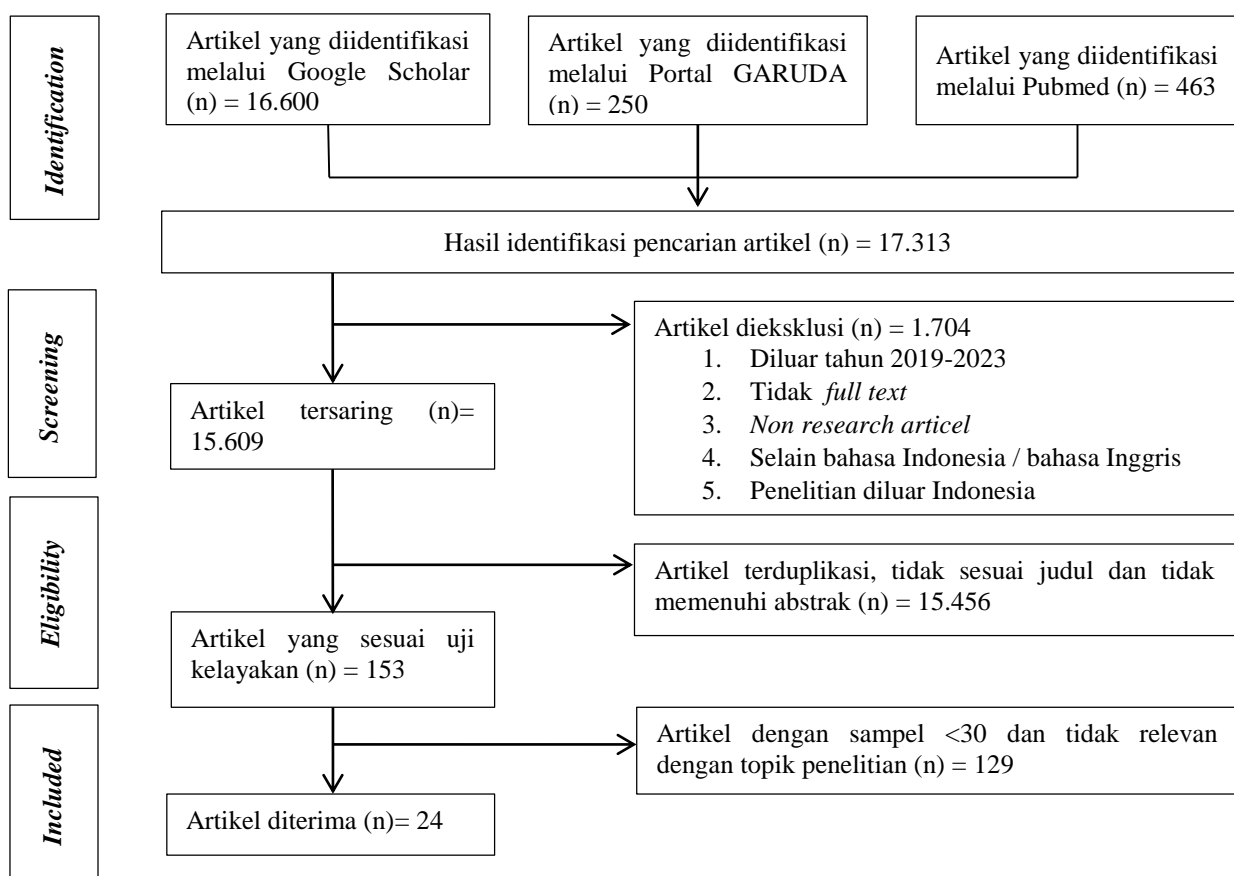 Identification
Artikel yang diidentifikasi
melalui Google Scholar
(n) = 16.600
Artikel yang diidentifikasi
melalui Portal GARUDA
(n) = 250
Artikel yang diidentifikasi
melalui Pubmed (n) = 463
Hasil identifikasi pencarian artikel (n) = 17.313
Screening
Artikel dieksklusi (n) = 1.704
1. Diluar tahun 2019-2023
2. Tidak full text
3. Non research articel
4. Selain bahasa Indonesia / bahasa Inggris
5. Penelitian diluar Indonesia
Artikel tersaring (n)=
15.609
Eligibility
Artikel terduplikasi, tidak sesuai judul dan tidak
memenuhi abstrak (n) = 15.456
Artikel yang sesuai uji
kelayakan (n) = 153
Included
Artikel dengan sampel <30 dan tidak relevan
dengan topik penelitian (n) = 129
Artikel diterima (n)= 24